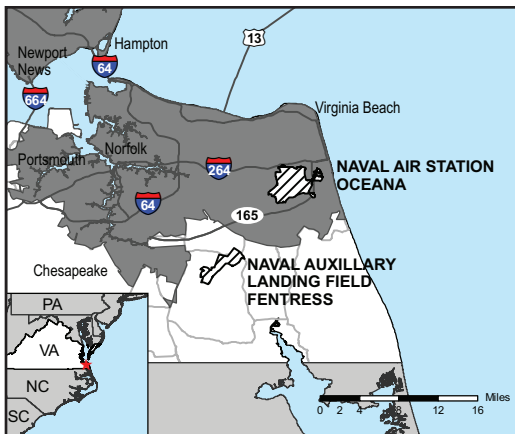 13
Newport
News
Hampton
64
664
Virginia Beach
Portsmouth
Norfolk
264
NAVAL AIR STATION
OCEANA
64
165
Chesapeake
NAVAL AUXILLARY
LANDING FIELD
FENTRESS
PA
VA
NC
SC
Miles
0 2 4 8 12 16